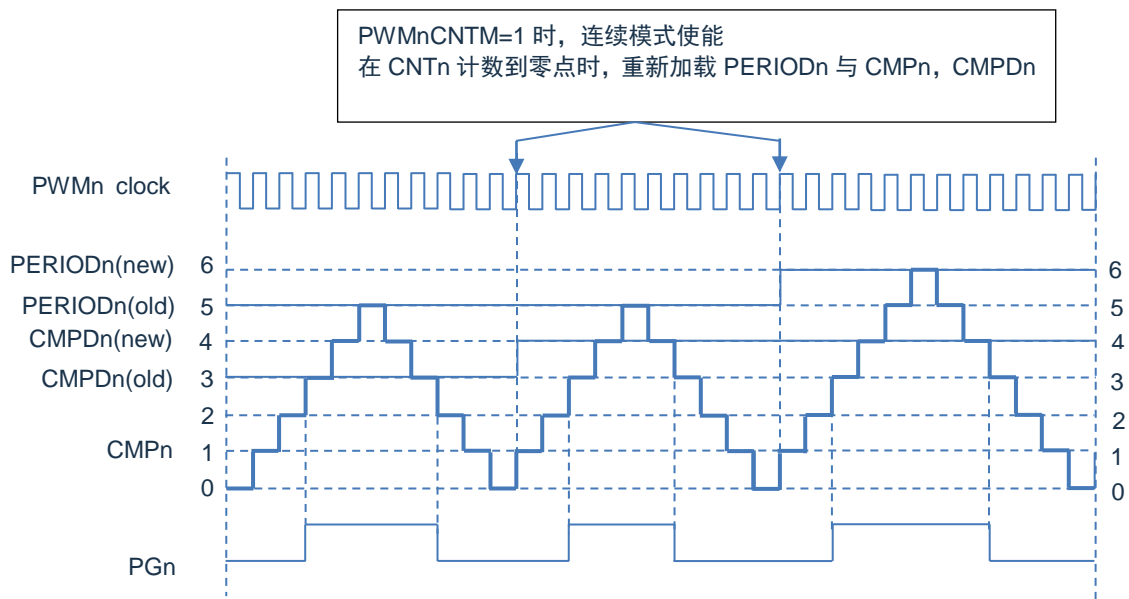 PWMnCNTM=1 时，连续模式使能
在 CNTn 计数到零点时，重新加载 PERIODn 与 CMPn，CMPDn
PWMn clock
PERIODn(new) 6 6
PERIODn(old) 5 5
CMPDn(new) 4 4
CMPDn(old) 3 3
2 2
CMPn 1 1
0 0
PGn